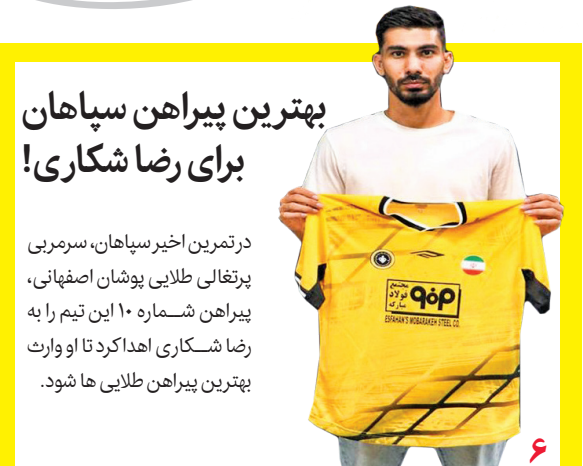 بهترین پیراهن سپاهان
برای رضا شکاری!
در تمرین اخیر سپاهان، سرمربی
پرتغالی طلایی پوشان اصفهانی،
پیراهن شــماره ۱۰ این تیم را به
رضا شــکاری اهدا کرد تا او وارث
بهترین پیراهن طلایی ها شود.
مجتمع
فولاد
مبارکه
ESFAHAN'S MOBARAKEH STEEL CO.
۶